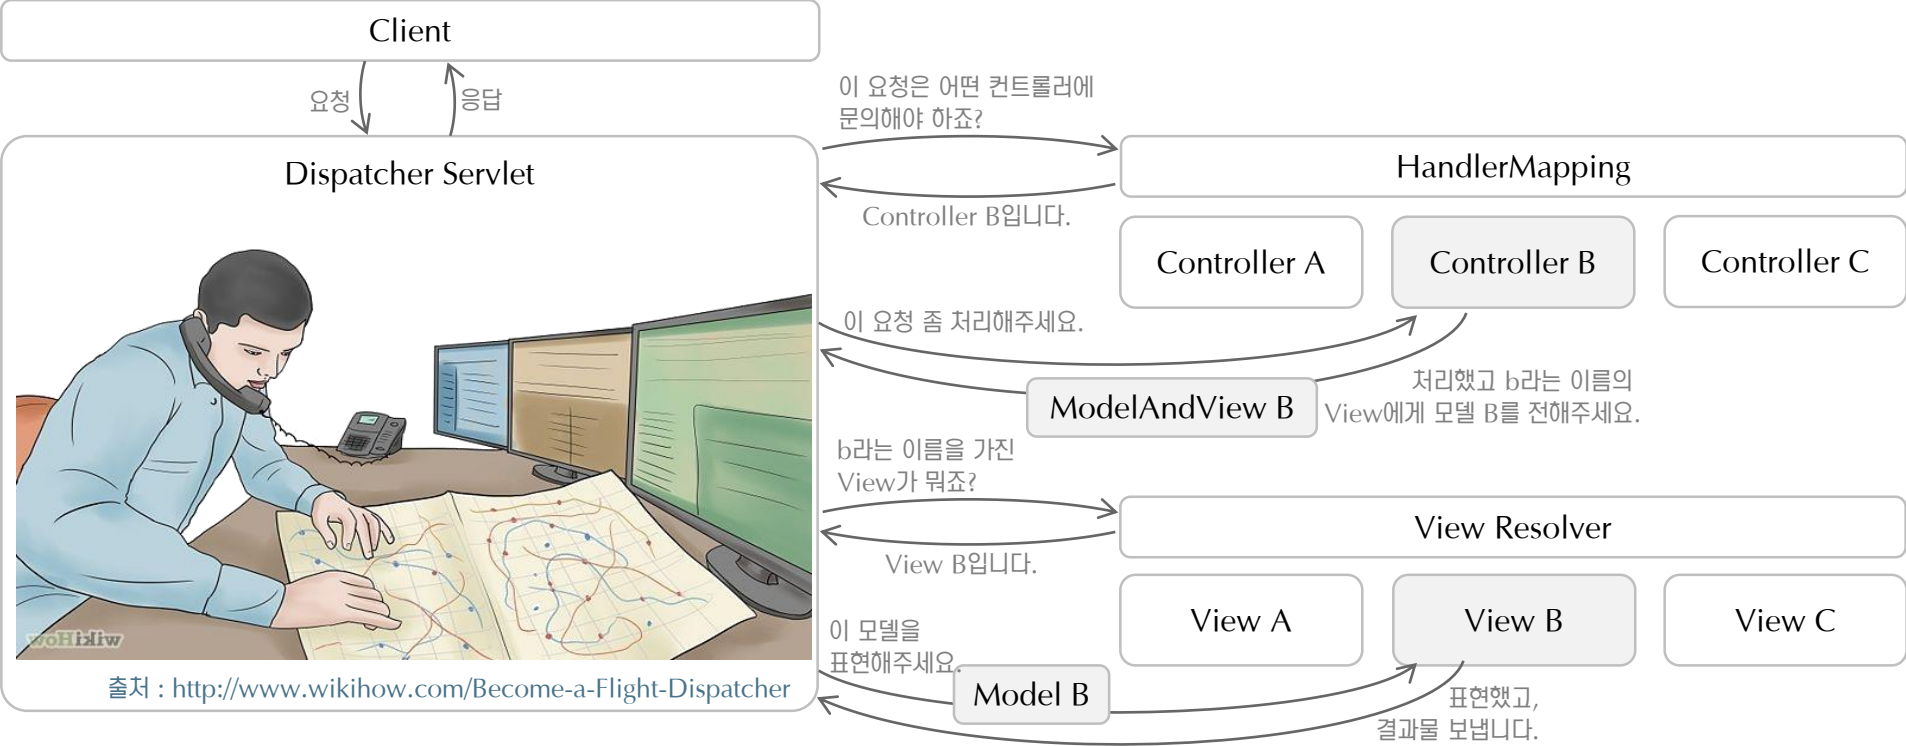 Client
요청
응답
Dispatcher Servlet
이 요청은 어떤 컨트롤러에
문의해야 하죠?
HandlerMapping
Controller B입니다.
Controller A
Controller B
Controller C
이 요청 좀 처리해주세요.
처리했고 b라는 이름의
ModelAndView B
View에게 모델 B를 전해주세요.
b라는 이름을 가진
View가 뭐죠?
View Resolver
View B입니다.
View A
View B
View C
이 모델을
표현해주세요.
Model B
표현했고,
결과물 보냅니다.
wikiHow
출처 : http://www.wikihow.com/Become-a-Flight-Dispatcher